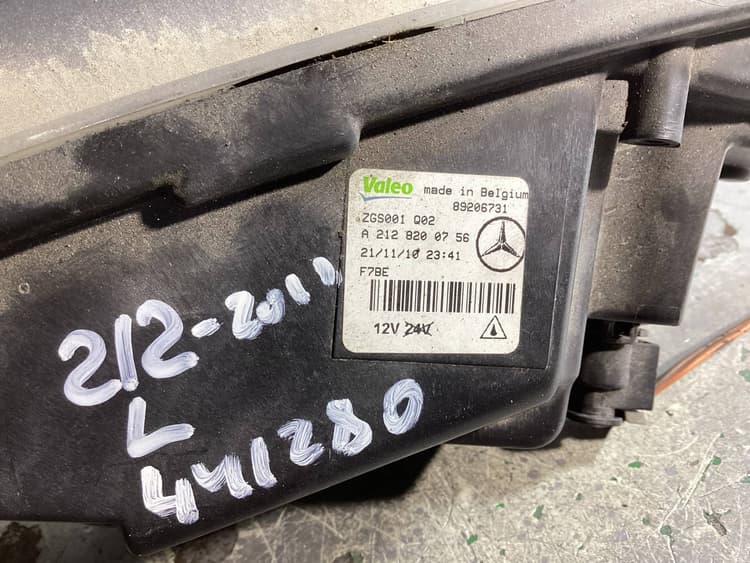 Valeo made in Belgium
89206731
ZGS001 Q02
A 212 820 07 56
21/11/10 23:41
F7BE
12V 24V
212-2011
L
441280